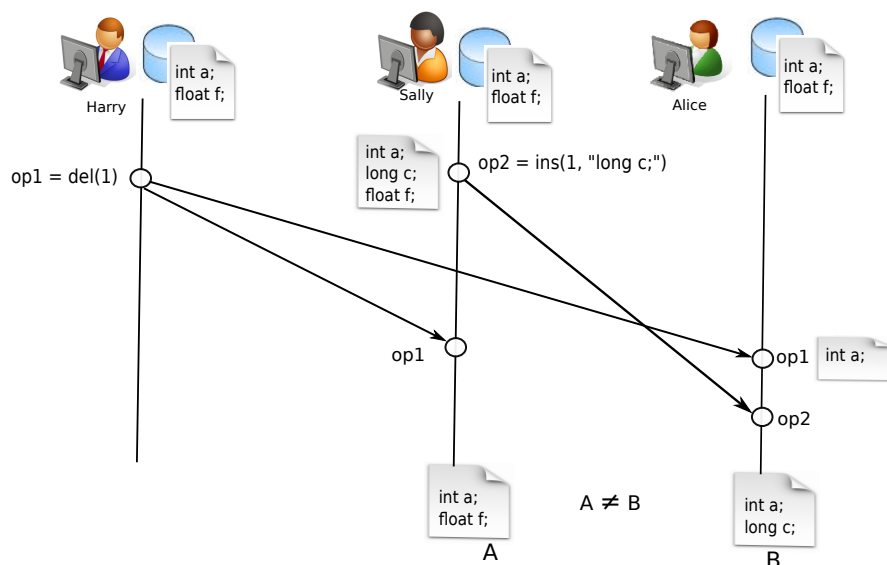 int a;
float f;
Harry
int a;
float f;
Sally
int a;
float f;
Alice
op1 = del(1)
int a;
long c;
float f;
op2 = ins(1, "long c;")
op1
op1
int a;
op2
int a;
float f;
A
A ≠ B
int a;
long c;
B